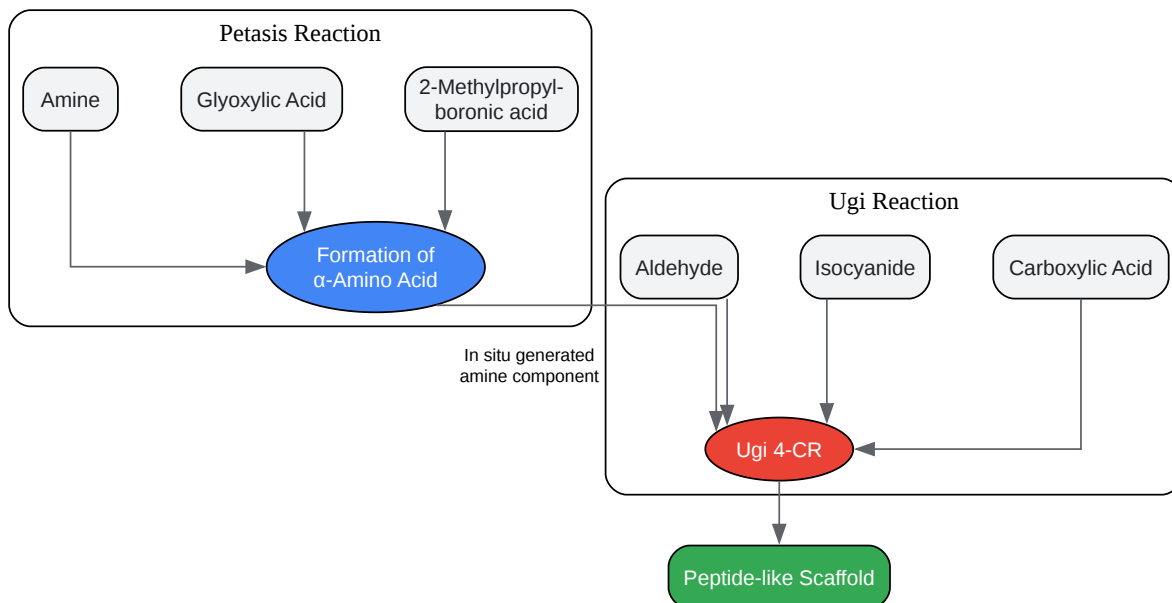 Petasis Reaction
Amine
Glyoxylic Acid
2-Methylpropyl-
boronic acid
Formation of
α-Amino Acid
In situ generated
amine component
Ugi Reaction
Aldehyde
Isocyanide
Carboxylic Acid
Ugi 4-CR
Peptide-like Scaffold